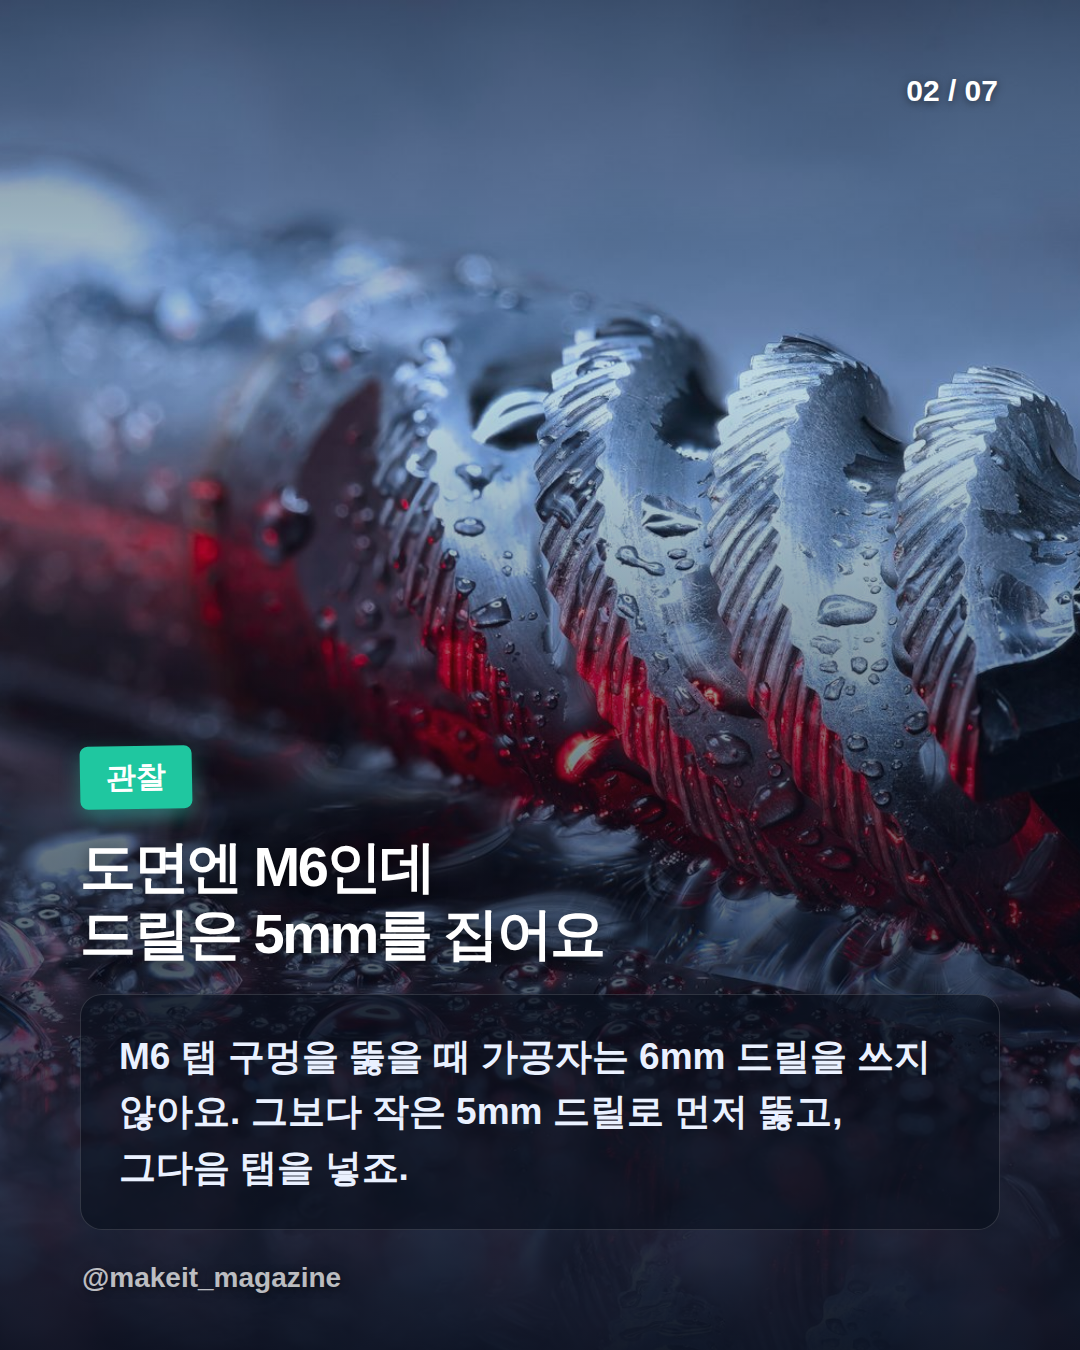 02 / 07
관찰
도면엔 M6인데
드릴은 5mm를 집어요
M6 탭 구멍을 뚫을 때 가공자는 6mm 드릴을 쓰지
않아요. 그보다 작은 5mm 드릴로 먼저 뚫고,
그다음 탭을 넣죠.
@makeit_magazine